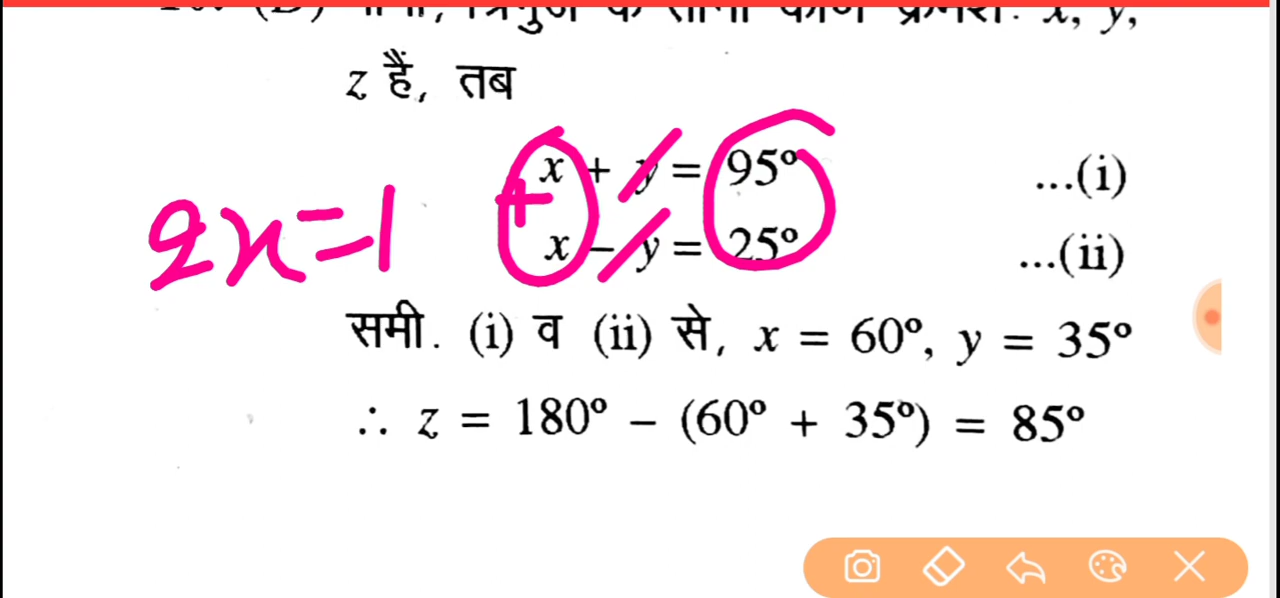 z हैं, तब
x + y = 95° ...(i)
2x=1
+
x − y = 25° ...(ii)
समी. (i) व (ii) से, x = 60°, y = 35°
∴ z = 180° − (60° + 35°) = 85°